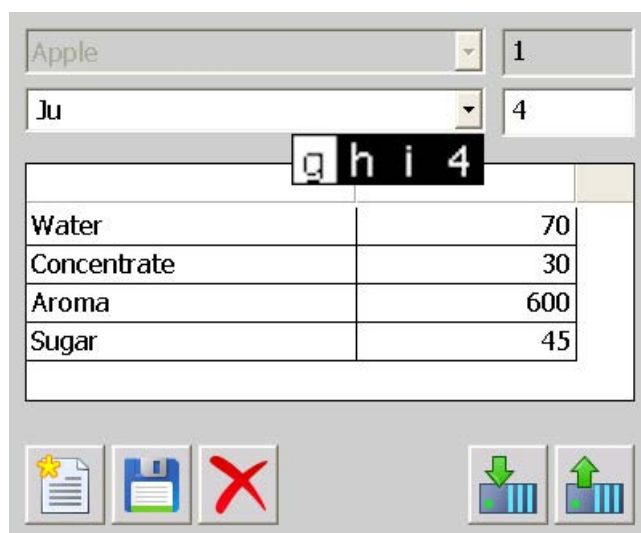 Apple 1
Ju 4
g h i 4
Water 70
Concentrate 30
Aroma 600
Sugar 45